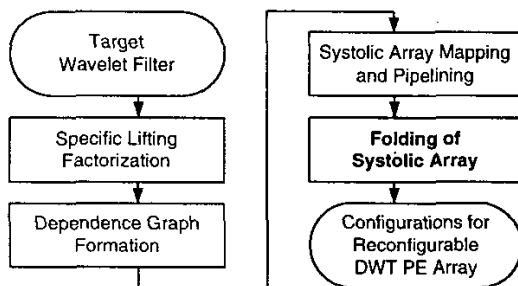 Target
Wavelet Filter
Specific Lifting
Factorization
Dependence Graph
Formation
Systolic Array Mapping
and Pipelining
Folding of
Systolic Array
Configurations for
Reconfigurable
DWT PE Array